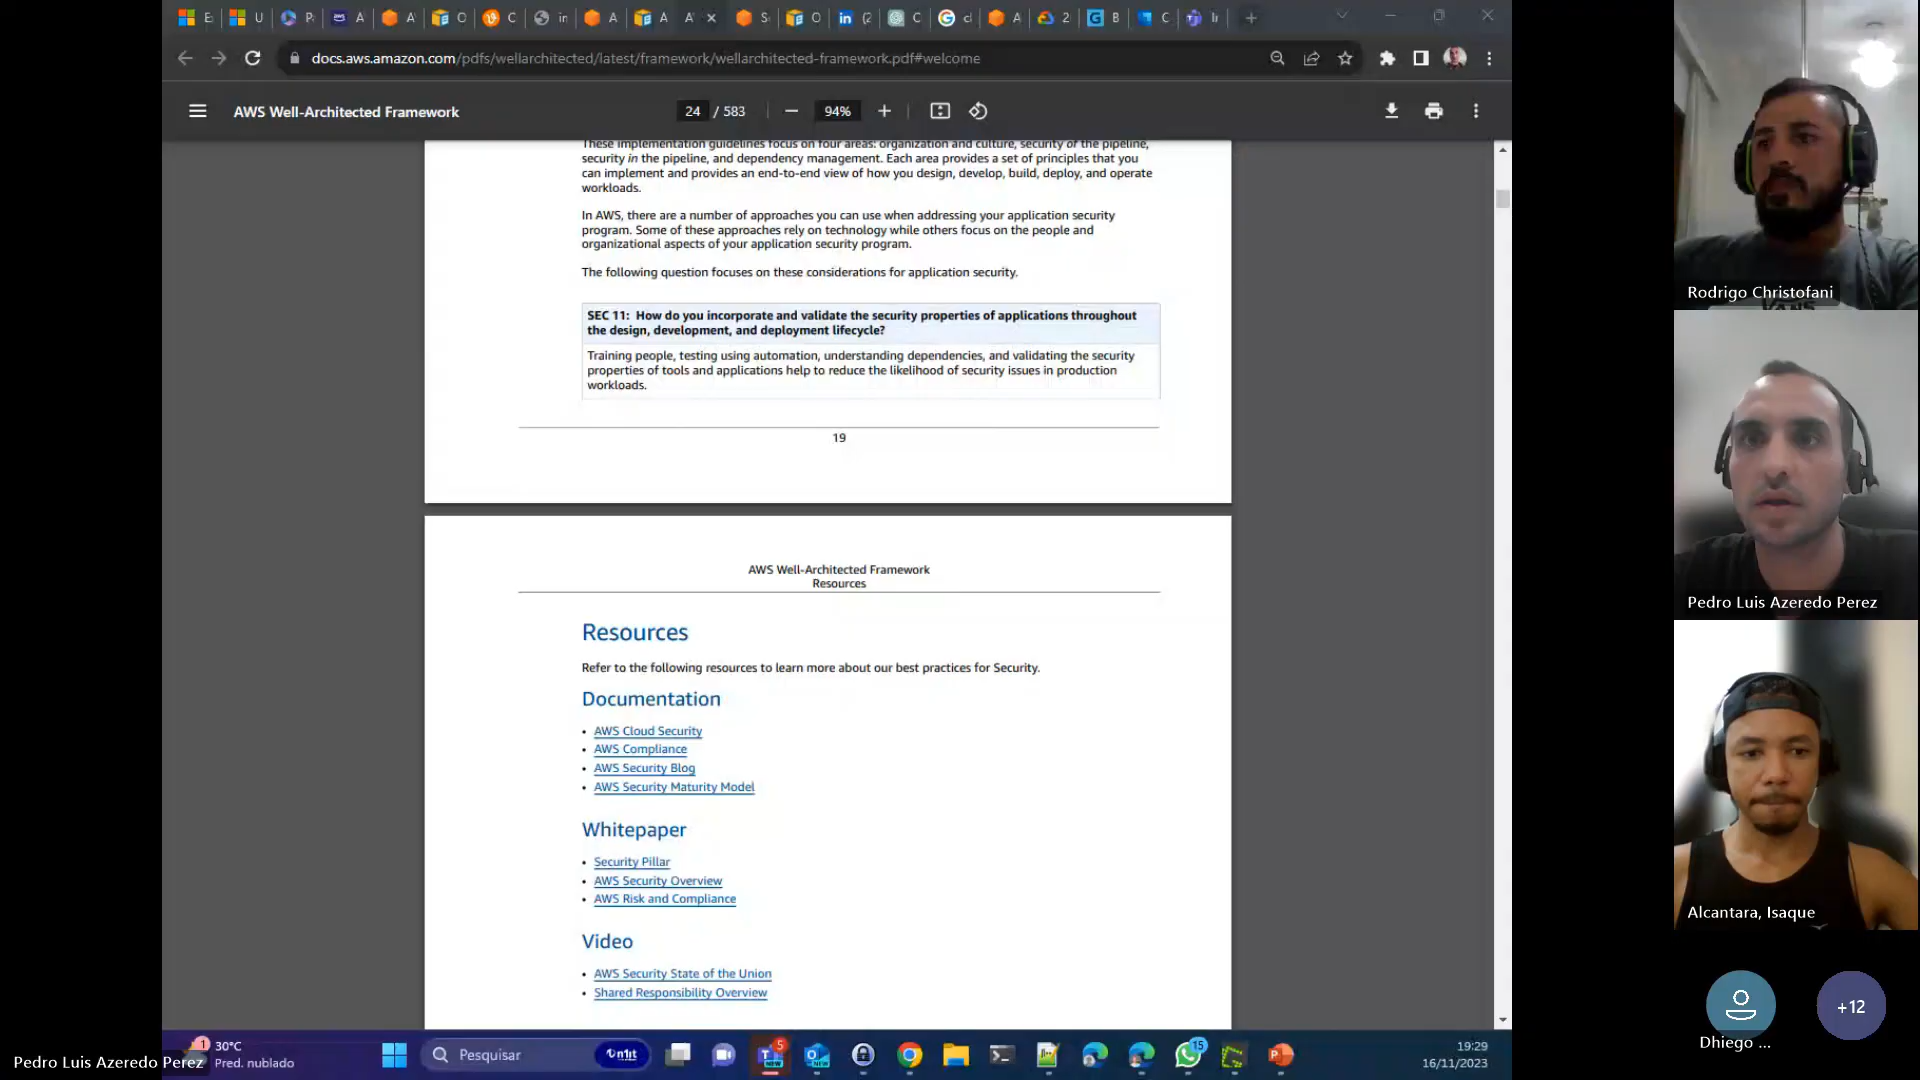 docs.aws.amazon.com/pdfs/wellarchitected/latest/framework/wellarchitected-framework.pdf#welcome
AWS Well-Architected Framework
24 / 583
94%
These implementation guidelines focus on four areas: organization and culture, security of the pipeline,
security in the pipeline, and dependency management. Each area provides a set of principles that you
can implement and provides an end-to-end view of how you design, develop, build, deploy, and operate
workloads.
In AWS, there are a number of approaches you can use when addressing your application security
program. Some of these approaches rely on technology while others focus on the people and
organizational aspects of your application security program.
The following question focuses on these considerations for application security.
SEC 11: How do you incorporate and validate the security properties of applications throughout
the design, development, and deployment lifecycle?
Training people, testing using automation, understanding dependencies, and validating the security
properties of tools and applications help to reduce the likelihood of security issues in production
workloads.
19
AWS Well-Architected Framework
Resources
Resources
Refer to the following resources to learn more about our best practices for Security.
Documentation
• AWS Cloud Security
• AWS Compliance
• AWS Security Blog
• AWS Security Maturity Model
Whitepaper
• Security Pillar
• AWS Security Overview
• AWS Risk and Compliance
Video
• AWS Security State of the Union
• Shared Responsibility Overview
Rodrigo Christofani
Pedro Luis Azeredo Perez
Alcantara, Isaque
+12
Dhiego ...
Pedro Luis Azeredo Perez
1
30°C
Pred. nublado
Pesquisar
5
15
19:29
16/11/2023